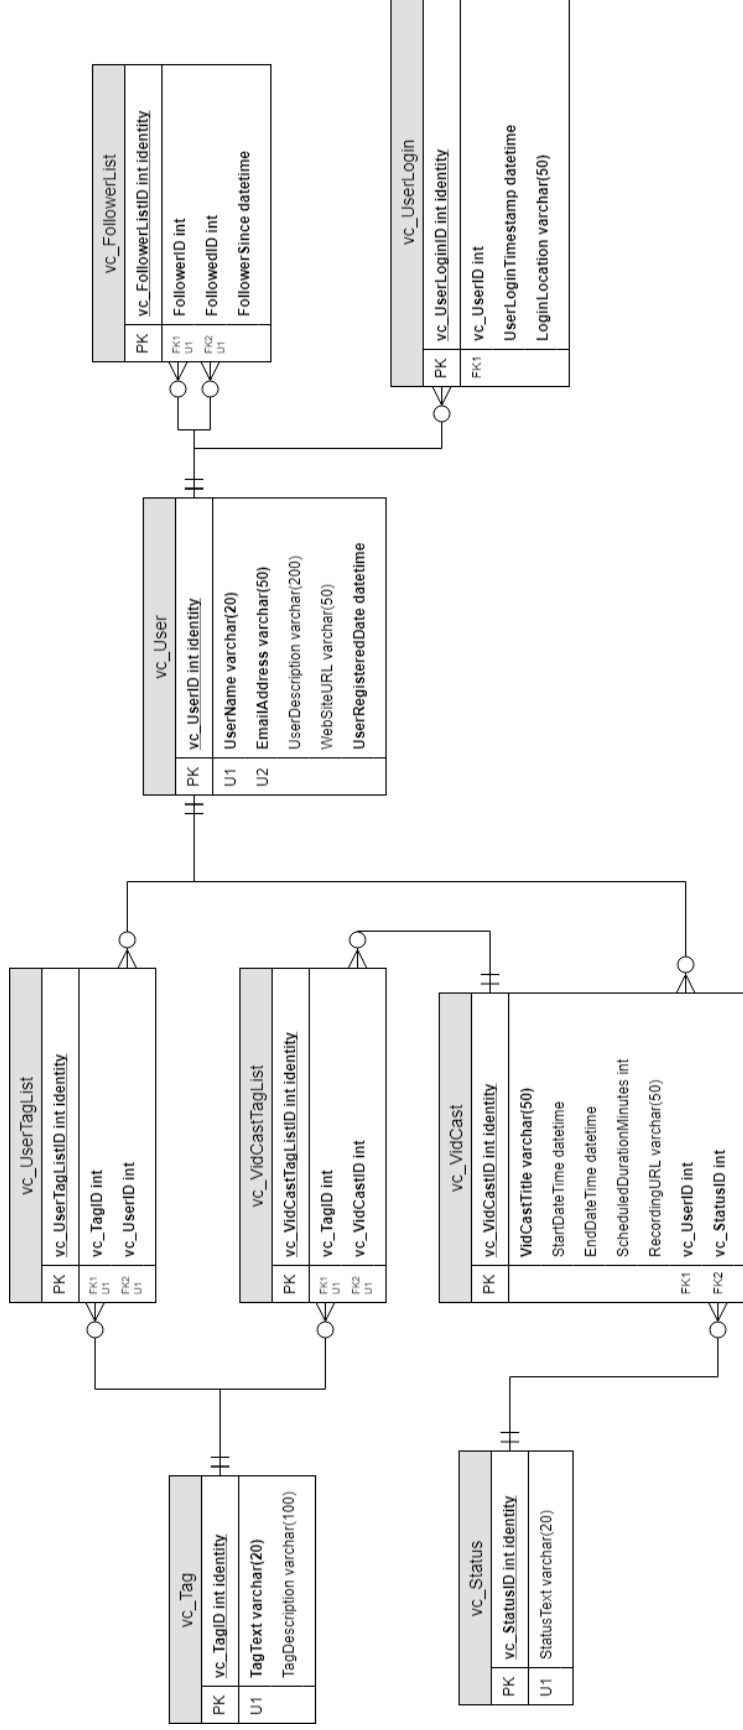 vc_Tag
PK vc_TagID int identity
U1 TagText varchar(20)
TagDescription varchar(100)
vc_Status
PK vc_StatusID int identity
U1 StatusText varchar(20)
vc_UserTagList
PK vc_UserTagListID int identity
FK1 U1 vc_TagID int
FK2 U1 vc_UserID int
vc_VidCastTagList
PK vc_VidCastTagListID int identity
FK1 U1 vc_TagID int
FK2 U1 vc_VidCastID int
vc_VidCast
PK vc_VidCastID int identity
VidCastTitle varchar(50)
StartDateTime datetime
EndDateTime datetime
ScheduledDurationMinutes int
RecordingURL varchar(50)
FK1 vc_UserID int
FK2 vc_StatusID int
vc_User
PK vc_UserID int identity
U1 UserName varchar(20)
U2 EmailAddress varchar(50)
UserDescription varchar(200)
WebSiteURL varchar(50)
UserRegisteredDate datetime
vc_FollowerList
PK vc_FollowerListID int identity
FK1 U1 FollowerID int
FK2 U1 FollowedID int
FollowerSince datetime
vc_UserLogin
PK vc_UserLoginID int identity
FK1 vc_UserID int
UserLoginTimestamp datetime
LoginLocation varchar(50)